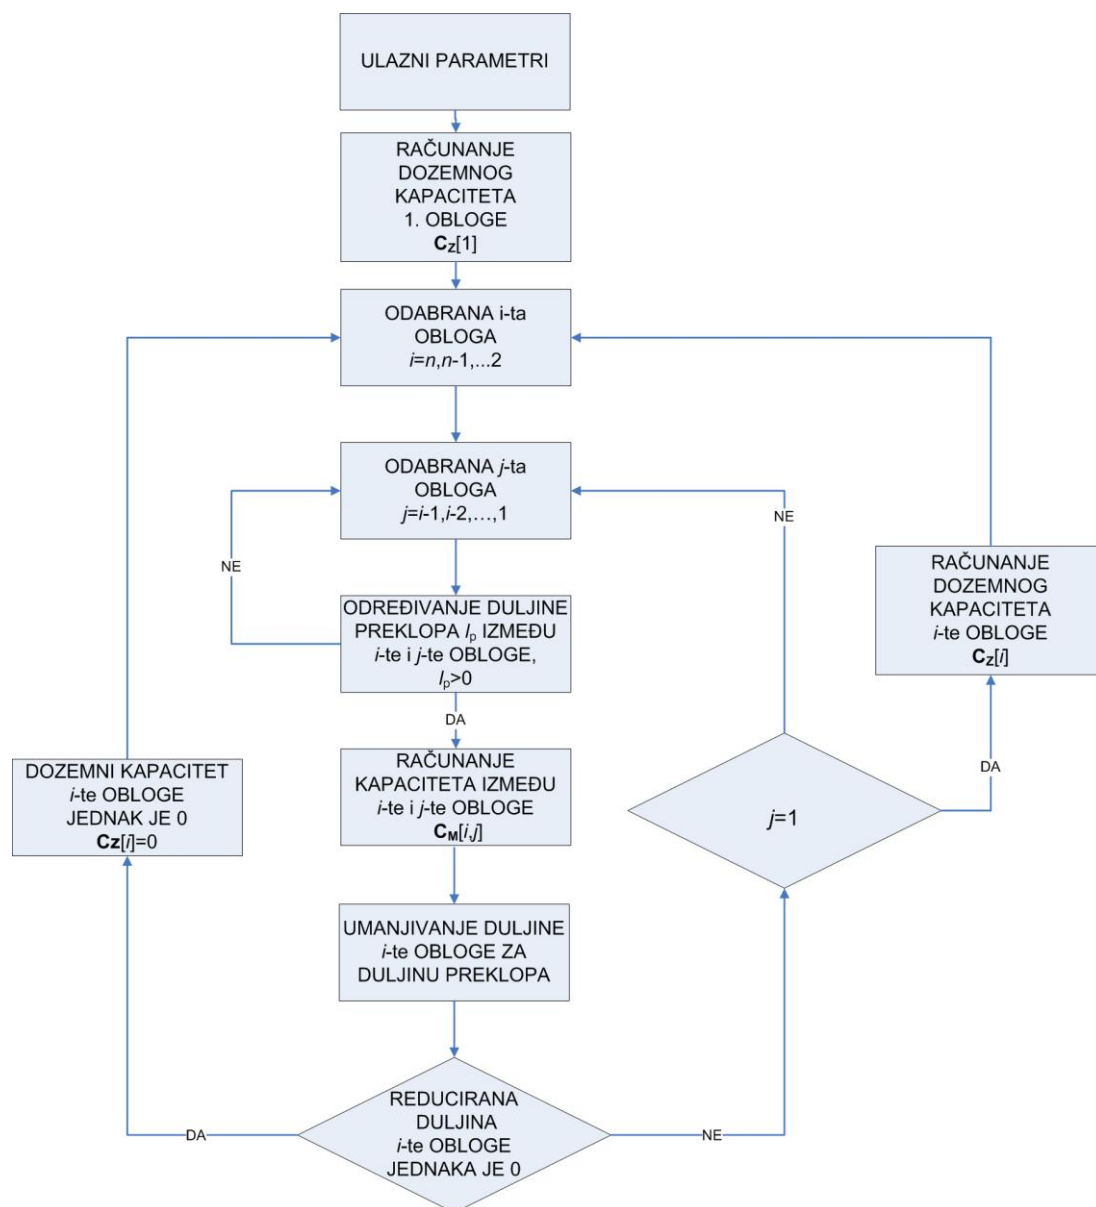 ULAZNI PARAMETRI
RAČUNANJE
DOZEMNOG
KAPACITETA
1. OBLOGE
Cz[1]
ODABRANA i-ta
OBLOGA
i=n,n-1,...2
ODABRANA j-ta
OBLOGA
j=i-1,i-2,…,1
NE
NE
ODREĐIVANJE DULJINE
PREKLOPA lp IZMEĐU
i-te i j-te OBLOGE,
lp>0
RAČUNANJE
DOZEMNOG
KAPACITETA
i-te OBLOGE
Cz[i]
DA
RAČUNANJE
KAPACITETA IZMEĐU
i-te i j-te OBLOGE
CM[i,j]
DOZEMNI KAPACITET
i-te OBLOGE
JEDNAK JE 0
Cz[i]=0
j=1
DA
UMANJIVANJE DULJINE
i-te OBLOGE ZA
DULJINU PREKLOPA
REDUCIRANA
DULJINA
i-te OBLOGE
JEDNAKA JE 0
DA
NE